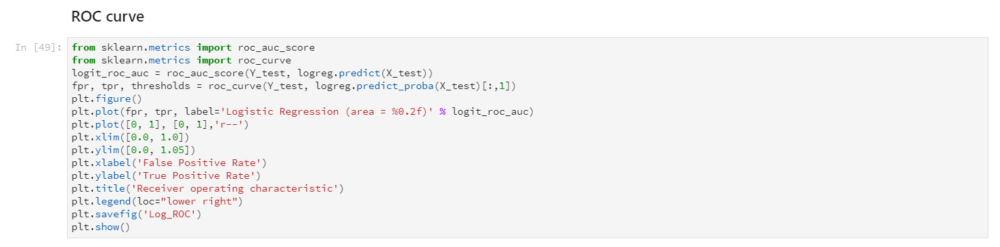 ROC curve
In [49]:
from sklearn.metrics import roc_auc_score
from sklearn.metrics import roc_curve
logit_roc_auc = roc_auc_score(Y_test, logreg.predict(X_test))
fpr, tpr, thresholds = roc_curve(Y_test, logreg.predict_proba(X_test)[:,1])
plt.figure()
plt.plot(fpr, tpr, label='Logistic Regression (area = %0.2f)' % logit_roc_auc)
plt.plot([0, 1], [0, 1],'r--')
plt.xlim([0.0, 1.0])
plt.ylim([0.0, 1.05])
plt.xlabel('False Positive Rate')
plt.ylabel('True Positive Rate')
plt.title('Receiver operating characteristic')
plt.legend(loc="lower right")
plt.savefig('Log_ROC')
plt.show()